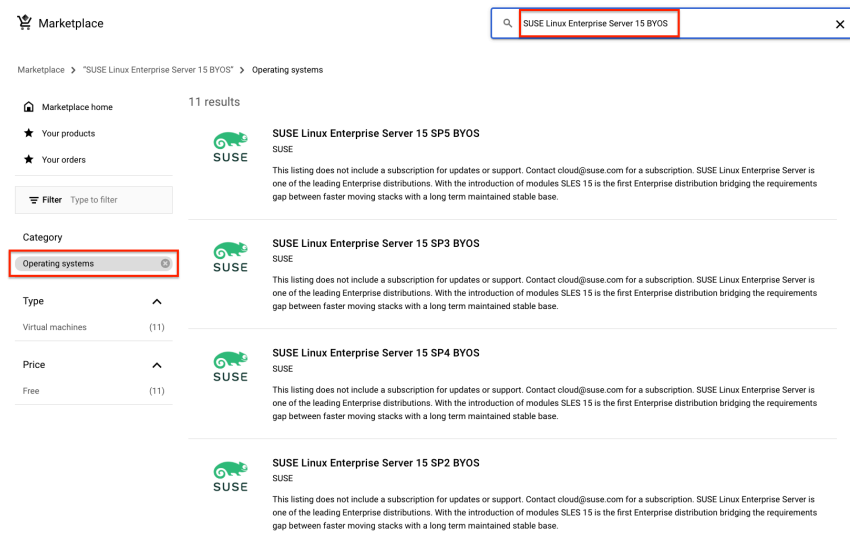 Marketplace
SUSE Linux Enterprise Server 15 BYOS
Marketplace > "SUSE Linux Enterprise Server 15 BYOS" > Operating systems
Marketplace home
Your products
Your orders
Filter Type to filter
Category
Operating systems
Type
Virtual machines (11)
Price
Free (11)
11 results
SUSE
SUSE Linux Enterprise Server 15 SP5 BYOS
SUSE
This listing does not include a subscription for updates or support. Contact cloud@suse.com for a subscription. SUSE Linux Enterprise Server is
one of the leading Enterprise distributions. With the introduction of modules SLES 15 is the first Enterprise distribution bridging the requirements
gap between faster moving stacks with a long term maintained stable base.
SUSE
SUSE Linux Enterprise Server 15 SP3 BYOS
SUSE
This listing does not include a subscription for updates or support. Contact cloud@suse.com for a subscription. SUSE Linux Enterprise Server is
one of the leading Enterprise distributions. With the introduction of modules SLES 15 is the first Enterprise distribution bridging the requirements
gap between faster moving stacks with a long term maintained stable base.
SUSE
SUSE Linux Enterprise Server 15 SP4 BYOS
SUSE
This listing does not include a subscription for updates or support. Contact cloud@suse.com for a subscription. SUSE Linux Enterprise Server is
one of the leading Enterprise distributions. With the introduction of modules SLES 15 is the first Enterprise distribution bridging the requirements
gap between faster moving stacks with a long term maintained stable base.
SUSE
SUSE Linux Enterprise Server 15 SP2 BYOS
SUSE
This listing does not include a subscription for updates or support. Contact cloud@suse.com for a subscription. SUSE Linux Enterprise Server is
one of the leading Enterprise distributions. With the introduction of modules SLES 15 is the first Enterprise distribution bridging the requirements
gap between faster moving stacks with a long term maintained stable base.